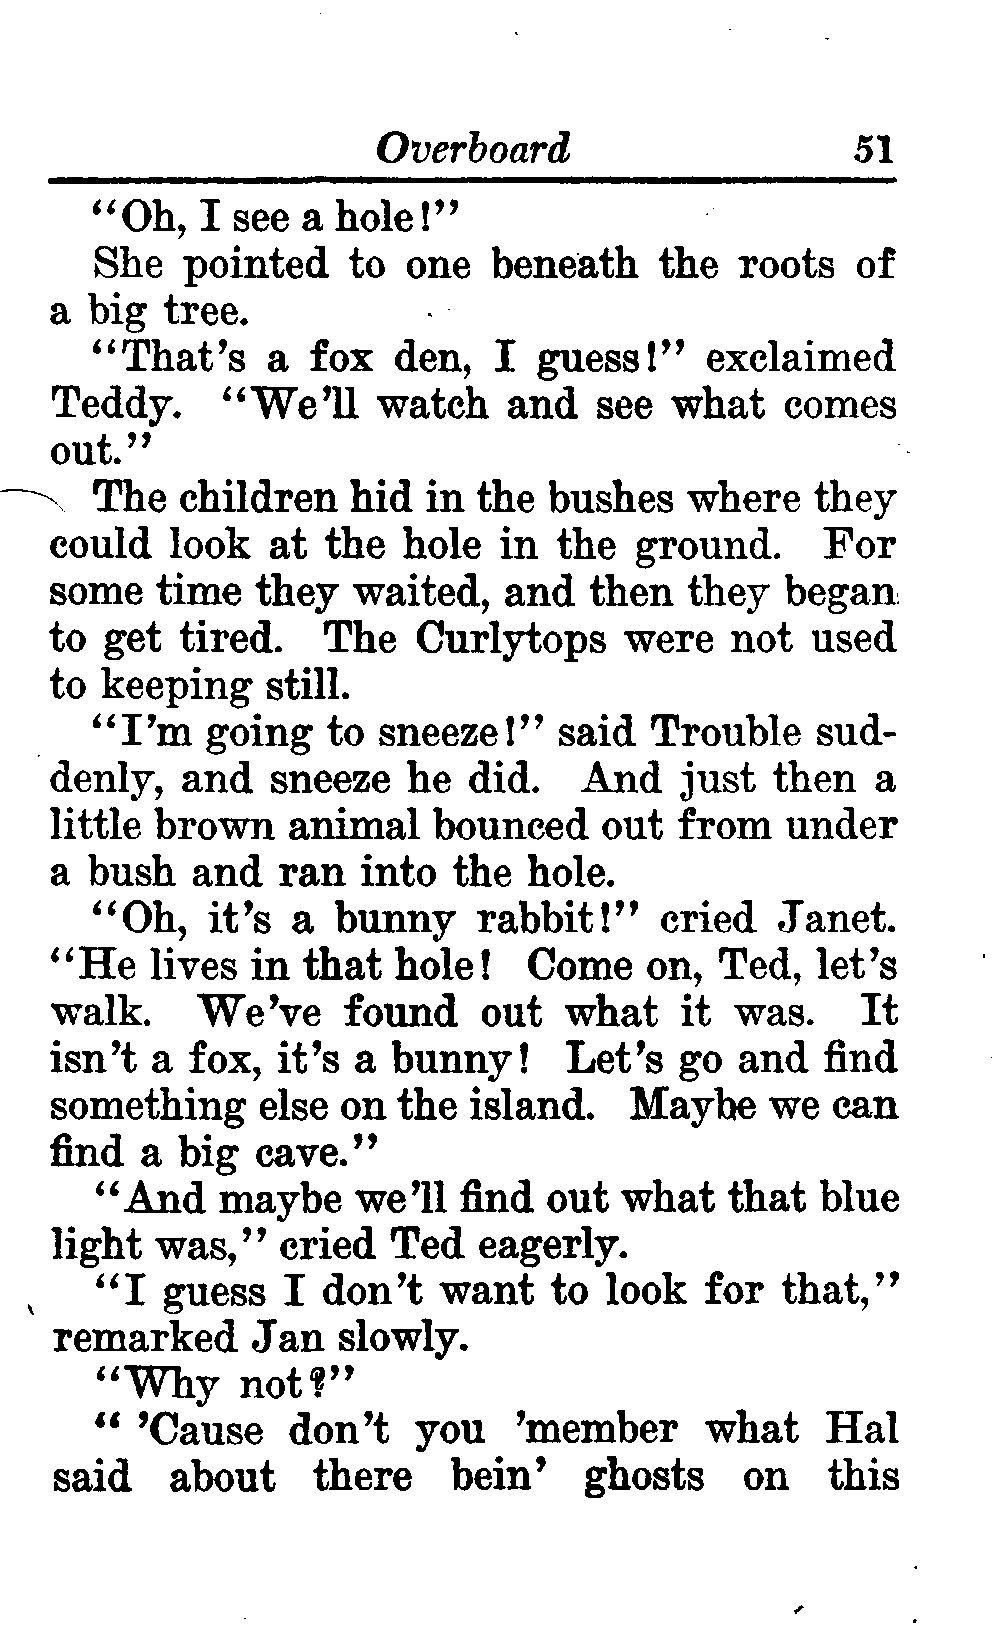 Overboard 51
"Oh, I see a hole!"
She pointed to one beneath the roots of
a big tree.
"That's a fox den, I guess!" exclaimed
Teddy. "We'll watch and see what comes
out."
The children hid in the bushes where they
could look at the hole in the ground. For
some time they waited, and then they began
to get tired. The Curlytops were not used
to keeping still.
"I'm going to sneeze!" said Trouble sud-
denly, and sneeze he did. And just then a
little brown animal bounced out from under
a bush and ran into the hole.
"Oh, it's a bunny rabbit!" cried Janet.
"He lives in that hole! Come on, Ted, let's
walk. We've found out what it was. It
isn't a fox, it's a bunny! Let's go and find
something else on the island. Maybe we can
find a big cave."
"And maybe we'll find out what that blue
light was," cried Ted eagerly.
"I guess I don't want to look for that,"
remarked Jan slowly.
"Why not?"
" 'Cause don't you 'member what Hal
said about there bein' ghosts on this